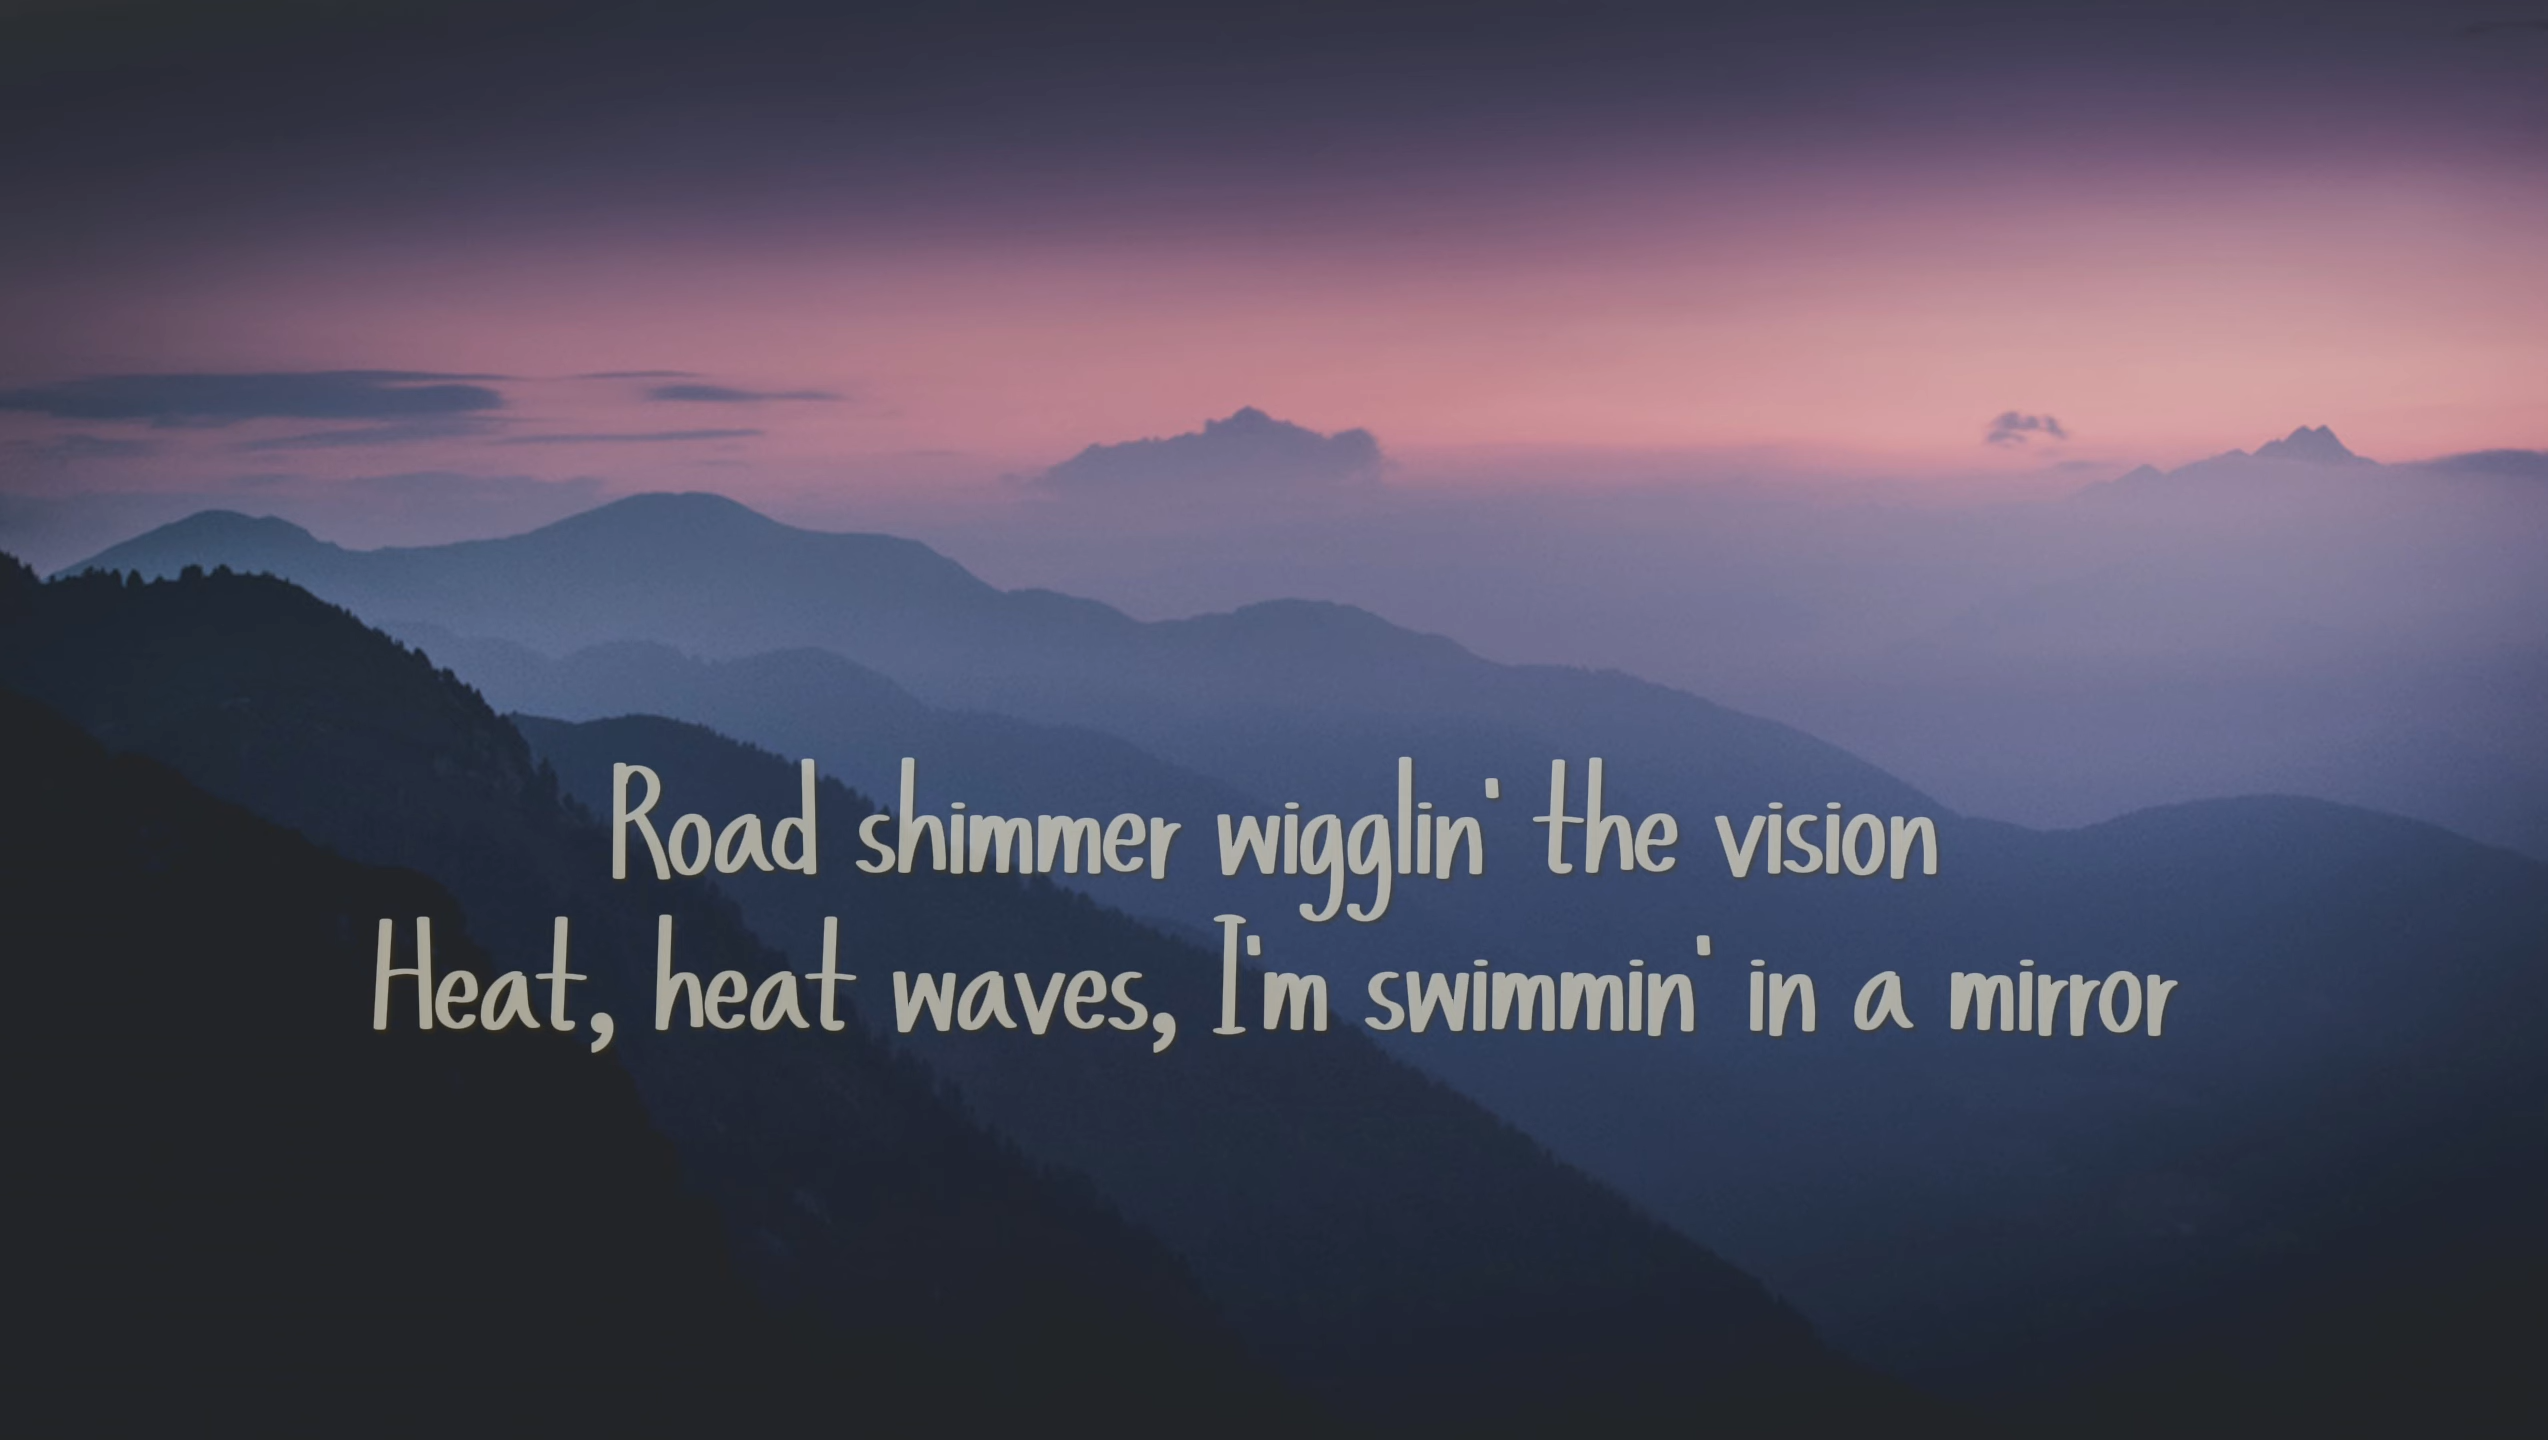 Road shimmer wigglin' the vision
Heat, heat waves, I'm swimmin' in a mirror